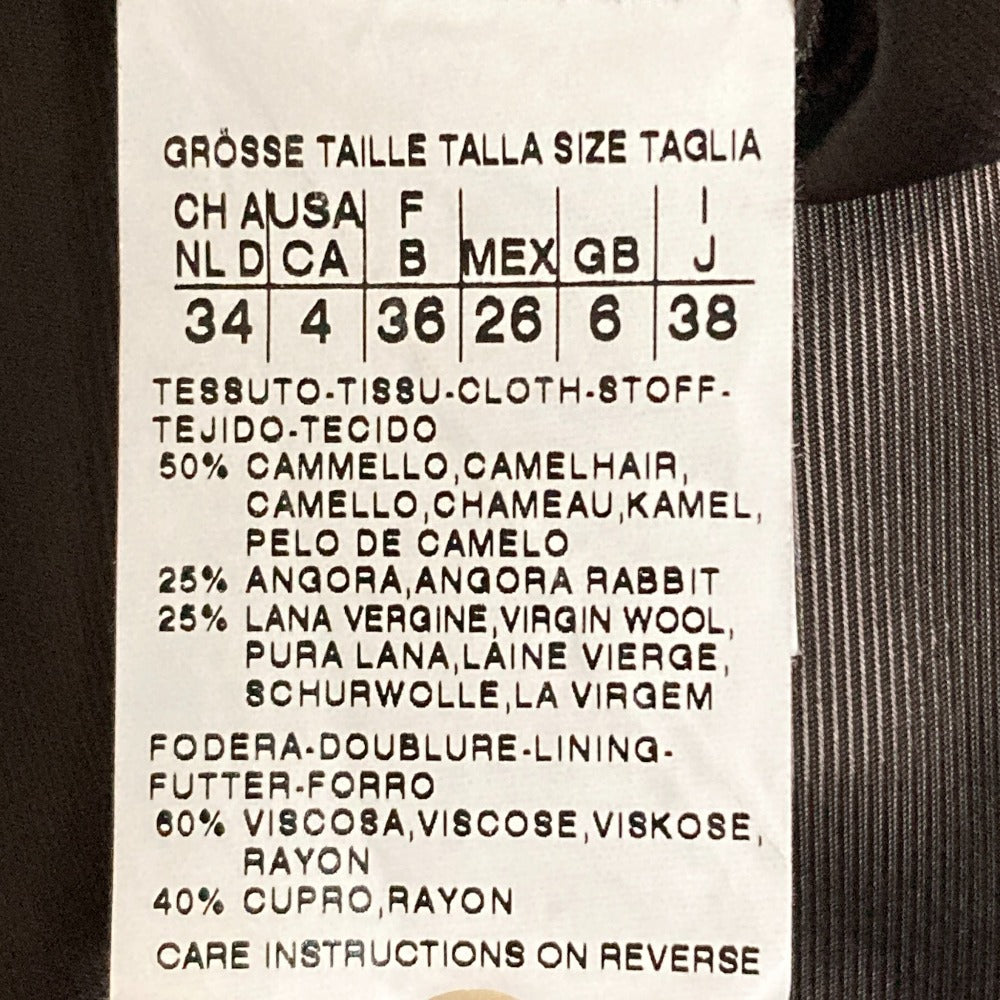 GRÖSSE TAILLE TALLA SIZE TAGLIA
CH A USA F I
NL D CA B MEX GB J
34 4 36 26 6 38
TESSUTO-TISSU-CLOTH-STOFF-
TEJIDO-TECIDO
50% CAMMELLO,CAMELHAIR,
CAMELLO,CHAMEAU,KAMEL,
PELO DE CAMELO
25% ANGORA,ANGORA RABBIT
25% LANA VERGINE,VIRGIN WOOL,
PURA LANA,LAINE VIERGE,
SCHURWOLLE,LA VIRGEM
FODERA-DOUBLURE-LINING-
FUTTER-FORRO
60% VISCOSA,VISCOSE,VISKOSE,
RAYON
40% CUPRO,RAYON
CARE INSTRUCTIONS ON REVERSE